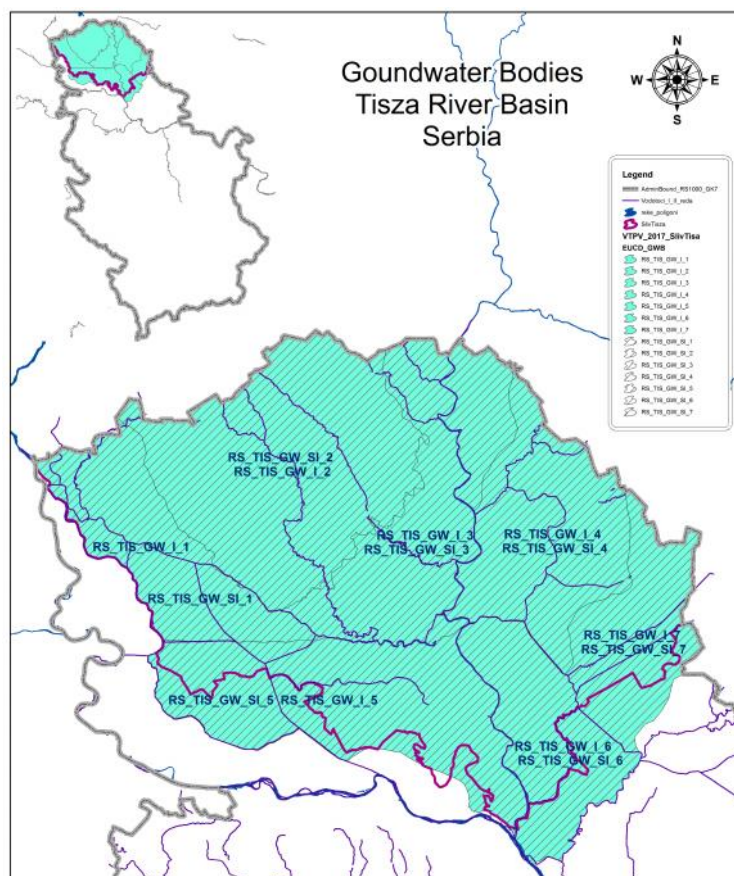 Goundwater Bodies
Tisza River Basin
Serbia
N
W
E
S
Legend
AdminBound_RS1000_GK7
Vodotoci_I_II_reda
reke_poligoni
SlivTisza
VTPV_2017_SlivTisa
EUCD_GWB
RS_TIS_GW_I_1
RS_TIS_GW_I_2
RS_TIS_GW_I_3
RS_TIS_GW_I_4
RS_TIS_GW_I_5
RS_TIS_GW_I_6
RS_TIS_GW_I_7
RS_TIS_GW_SI_1
RS_TIS_GW_SI_2
RS_TIS_GW_SI_3
RS_TIS_GW_SI_4
RS_TIS_GW_SI_5
RS_TIS_GW_SI_6
RS_TIS_GW_SI_7
RS_TIS_GW_SI_2
RS_TIS_GW_I_2
RS_TIS_GW_I_3
RS_TIS_GW_SI_3
RS_TIS_GW_I_4
RS_TIS_GW_SI_4
RS_TIS_GW_I_1
RS_TIS_GW_SI_1
RS_TIS_GW_I_7
RS_TIS_GW_SI_7
RS_TIS_GW_SI_5
RS_TIS_GW_I_5
RS_TIS_GW_I_6
RS_TIS_GW_SI_6